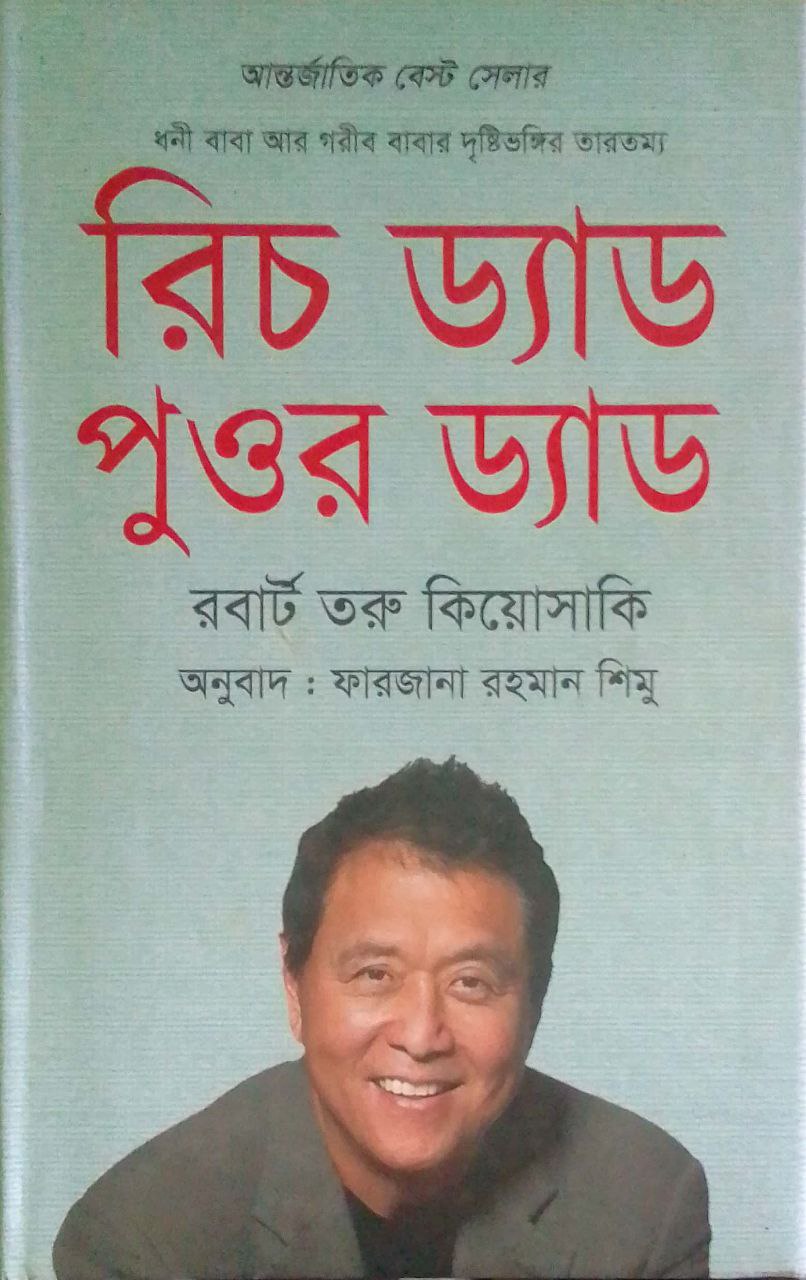 আন্তর্জাতিক বেস্ট সেলার
ধনী বাবা আর গরীব বাবার দৃষ্টিভঙ্গির তারতম্য
রিচ ড্যাড
পুওর ড্যাড
রবার্ট তরু কিয়োসাকি
অনুবাদ : ফারজানা রহমান শিমু